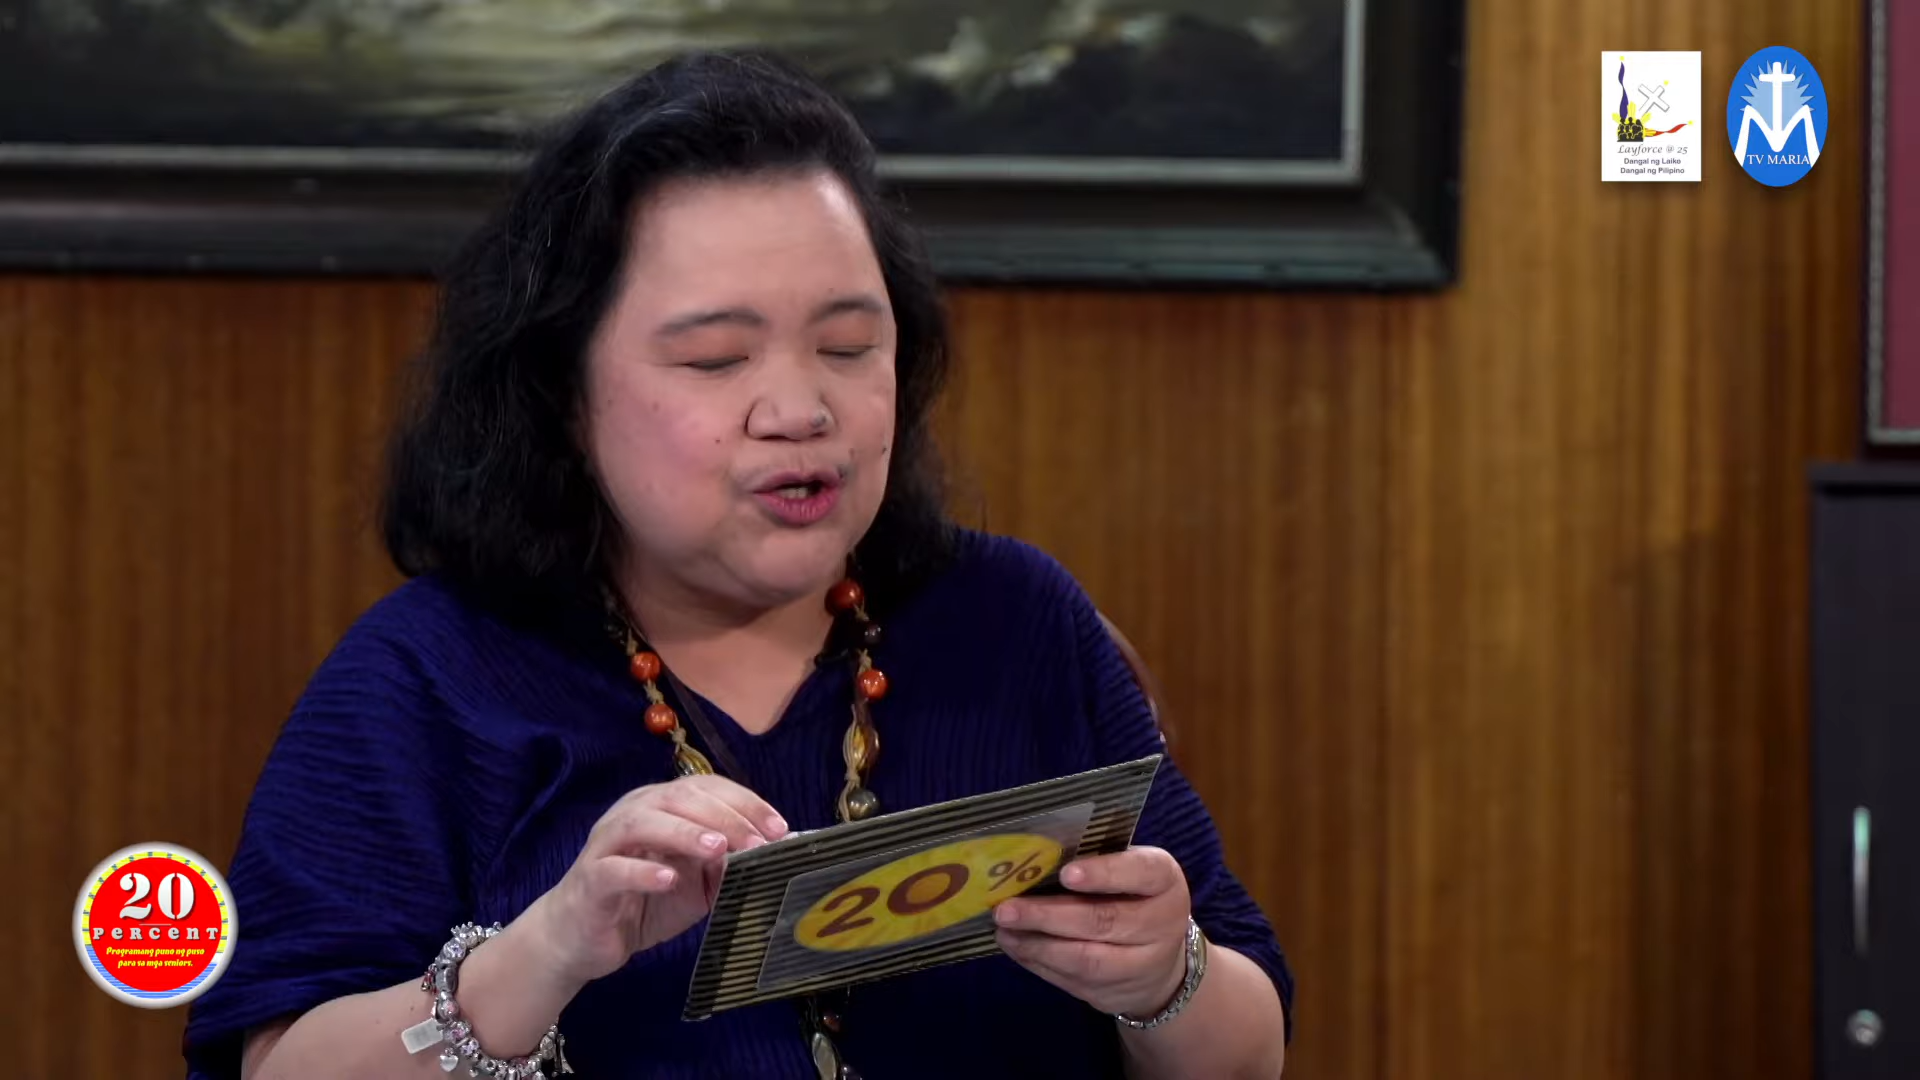 Layforce @ 25
Dangal ng Laiko
Dangal ng Pilipino
TV MARIA
20%
20
PERCENT
Programang puno ng puso
para sa mga seniors.